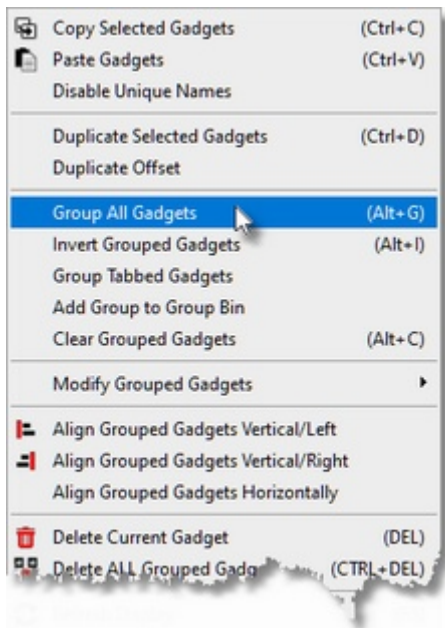 Copy Selected Gadgets (Ctrl+C)
Paste Gadgets (Ctrl+V)
Disable Unique Names
Duplicate Selected Gadgets (Ctrl+D)
Duplicate Offset
Group All Gadgets (Alt+G)
Invert Grouped Gadgets (Alt+I)
Group Tabbed Gadgets
Add Group to Group Bin
Clear Grouped Gadgets (Alt+C)
Modify Grouped Gadgets
Align Grouped Gadgets Vertical/Left
Align Grouped Gadgets Vertical/Right
Align Grouped Gadgets Horizontally
Delete Current Gadget (DEL)
Delete ALL Grouped Gadg (CTRL+DEL)